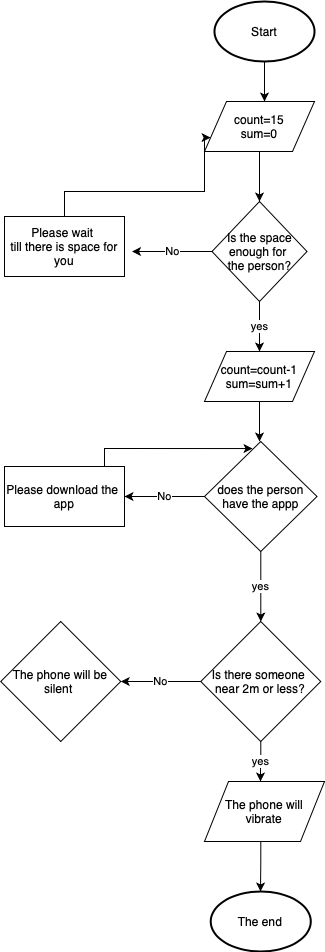 Start
count=15
sum=0
Please wait
till there is space for
you
No
Is the space
enough for
the person?
yes
count=count-1
sum=sum+1
Please download the
app
No
does the person
have the appp
yes
The phone will be
silent
No
Is there someone
near 2m or less?
yes
The phone will
vibrate
The end